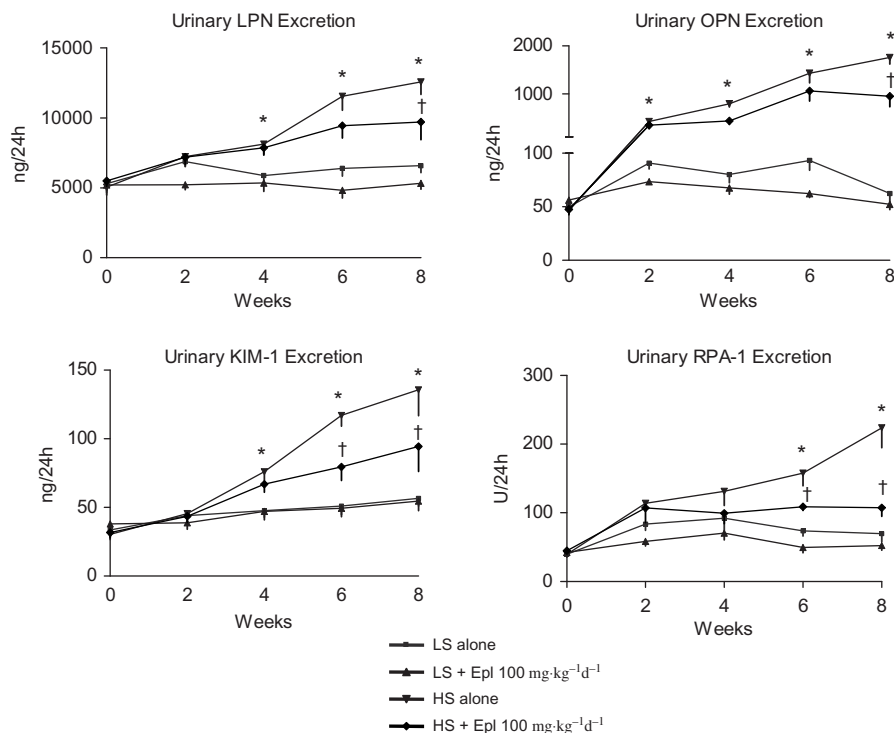 Urinary LPN Excretion
15000
10000
5000
0
ng/24h
*
*
*
†
0 2 4 6 8
Weeks
Urinary OPN Excretion
2000
1000
100
50
0
ng/24h
*
*
*
*
†
0 2 4 6 8
Weeks
Urinary KIM-1 Excretion
150
100
50
0
ng/24h
*
*
*
†
†
0 2 4 6 8
Weeks
Urinary RPA-1 Excretion
300
200
100
0
U/24h
*
*
†
†
0 2 4 6 8
Weeks
LS alone
LS + Epl 100 mg·kg⁻¹d⁻¹
HS alone
HS + Epl 100 mg·kg⁻¹d⁻¹